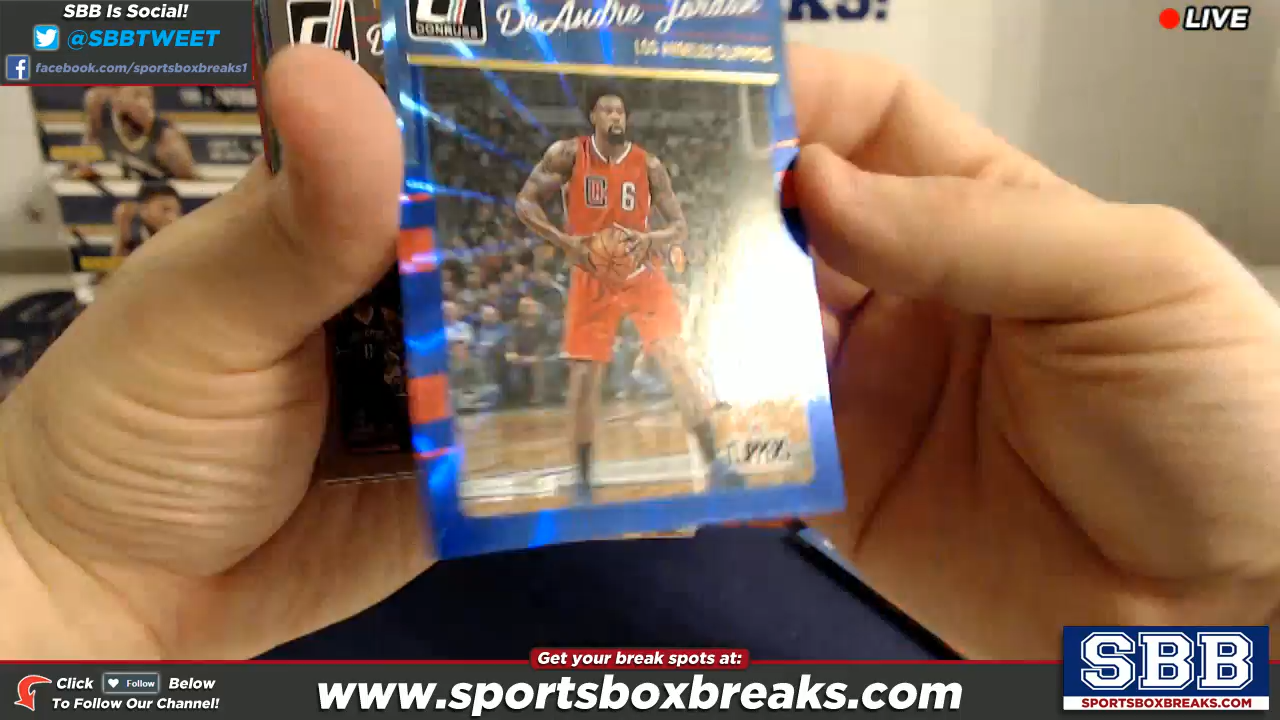 SBB Is Social!
@SBBTWEET
facebook.com/sportsboxbreaks1
LIVE
DONRUSS
DeAndre Jordan
LOS ANGELES CLIPPERS
6
Get your break spots at:
Click Follow Below
To Follow Our Channel!
www.sportsboxbreaks.com
SBB
SPORTSBOXBREAKS.COM